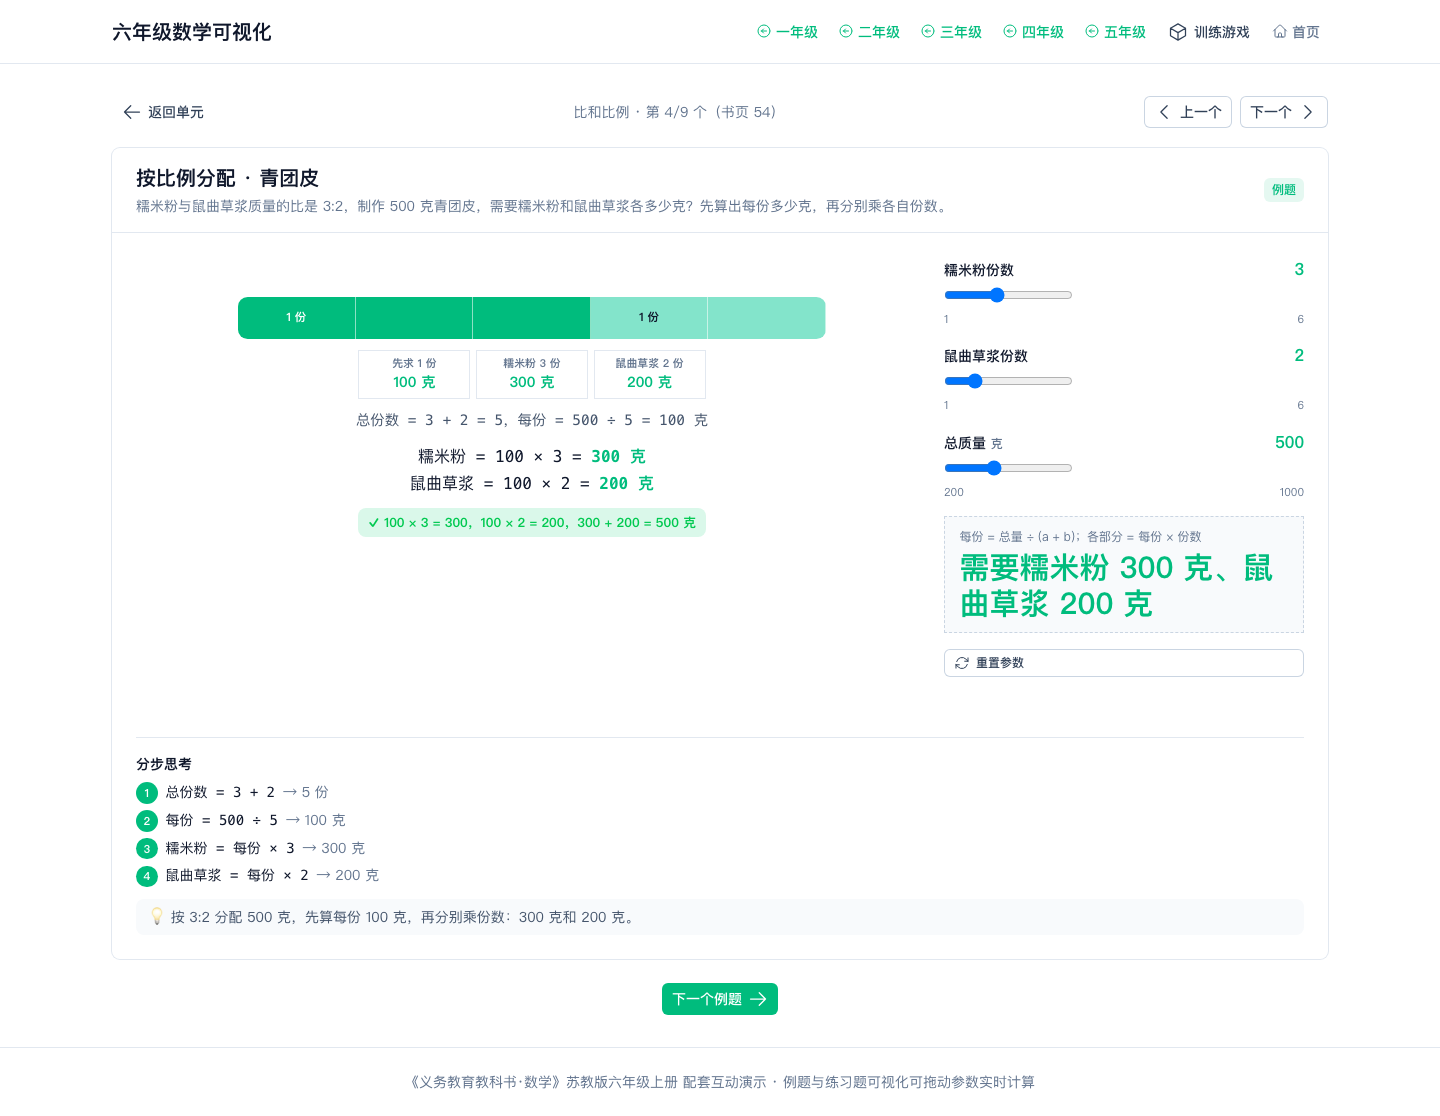 六年级数学可视化
一年级
二年级
三年级
四年级
五年级
训练游戏
首页
返回单元
比和比例 · 第 4/9 个（书页 54）
上一个
下一个
按比例分配 · 青团皮
糯米粉与鼠曲草浆质量的比是 3:2，制作 500 克青团皮，需要糯米粉和鼠曲草浆各多少克？先算出每份多少克，再分别乘各自份数。
例题
1 份
1 份
先求 1 份
100 克
糯米粉 3 份
300 克
鼠曲草浆 2 份
200 克
总份数 = 3 + 2 = 5，每份 = 500 ÷ 5 = 100 克
糯米粉 = 100 × 3 = 300 克
鼠曲草浆 = 100 × 2 = 200 克
✓ 100 × 3 = 300，100 × 2 = 200，300 + 200 = 500 克
糯米粉份数
3
1
6
鼠曲草浆份数
2
1
6
总质量 克
500
200
1000
每份 = 总量 ÷ (a + b)；各部分 = 每份 × 份数
需要糯米粉 300 克、鼠
曲草浆 200 克
重置参数
分步思考
1 总份数 = 3 + 2 → 5 份
2 每份 = 500 ÷ 5 → 100 克
3 糯米粉 = 每份 × 3 → 300 克
4 鼠曲草浆 = 每份 × 2 → 200 克
💡 按 3:2 分配 500 克，先算每份 100 克，再分别乘份数：300 克和 200 克。
下一个例题 →
《义务教育教科书·数学》苏教版六年级上册 配套互动演示 · 例题与练习题可视化可拖动参数实时计算